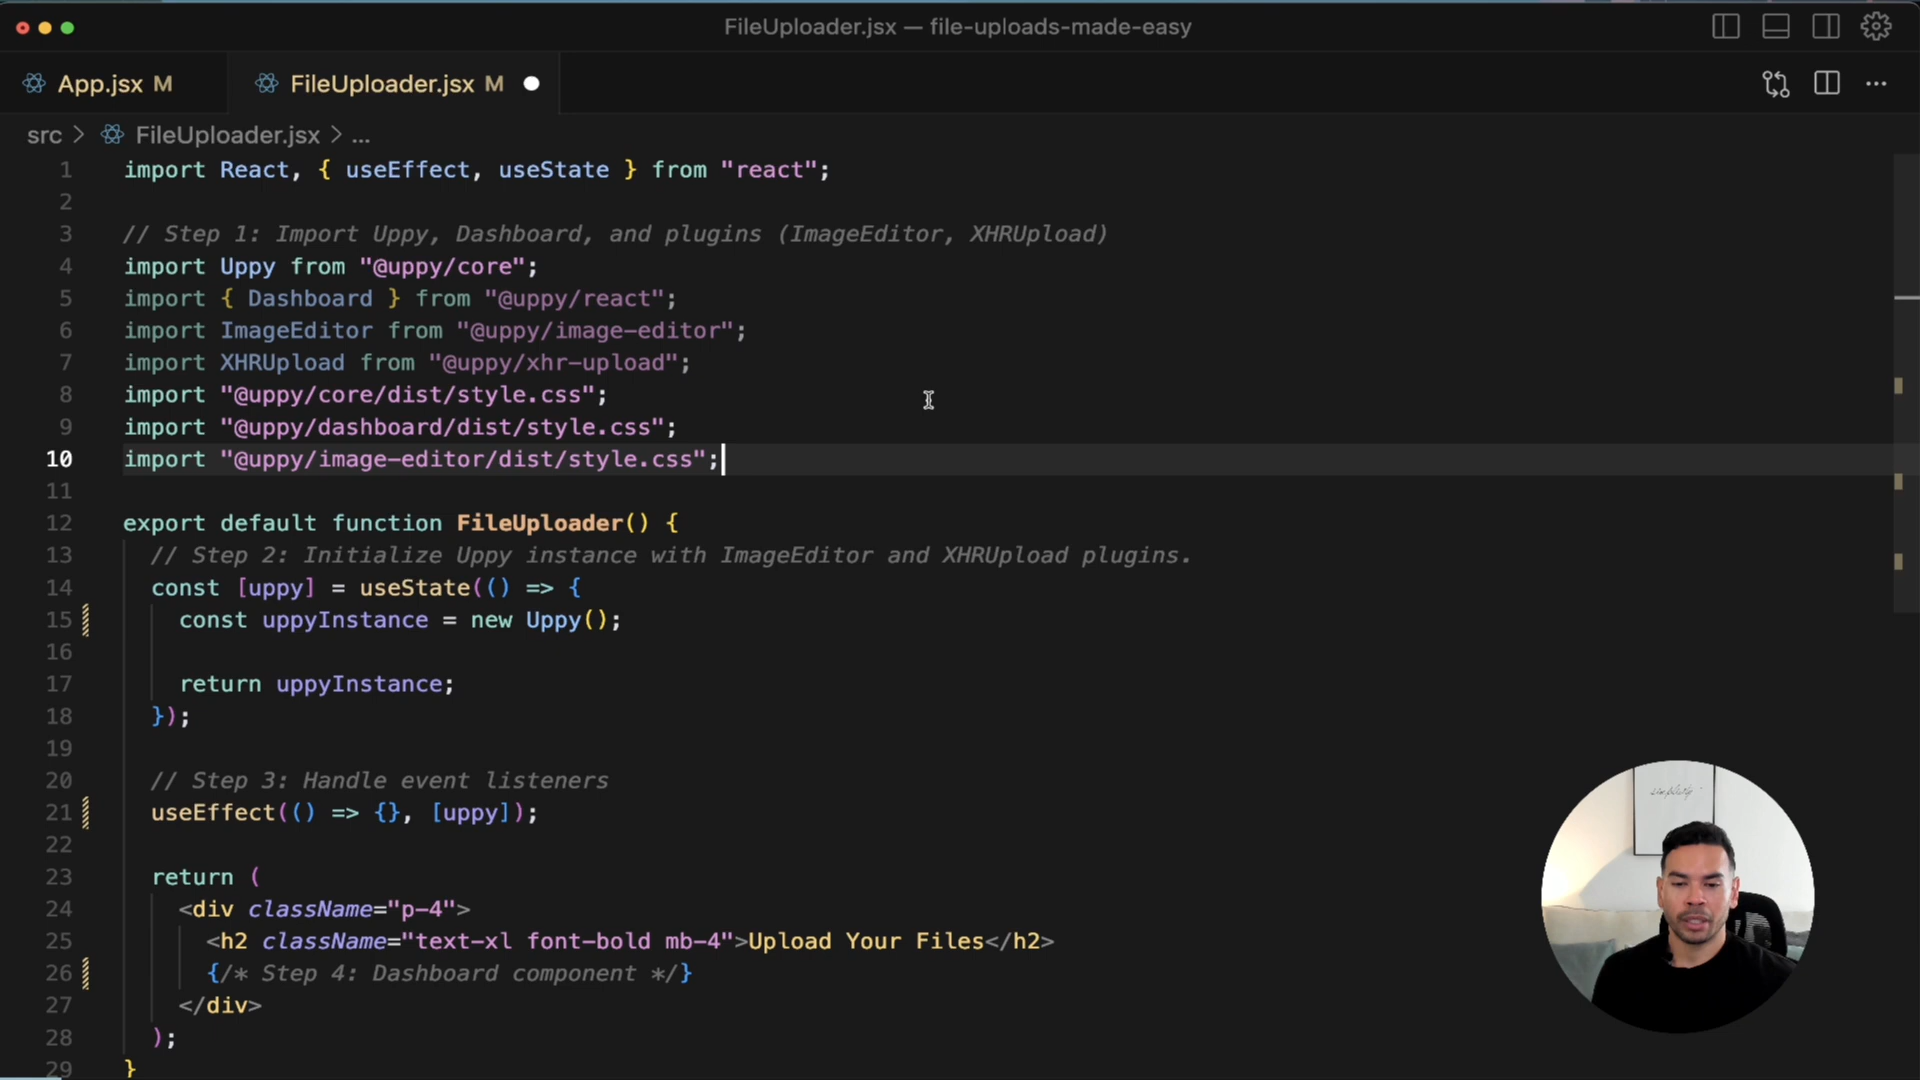 FileUploader.jsx — file-uploads-made-easy
App.jsx M
FileUploader.jsx M
src > FileUploader.jsx > ...
1 import React, { useEffect, useState } from "react";
2
3 // Step 1: Import Uppy, Dashboard, and plugins (ImageEditor, XHRUpload)
4 import Uppy from "@uppy/core";
5 import { Dashboard } from "@uppy/react";
6 import ImageEditor from "@uppy/image-editor";
7 import XHRUpload from "@uppy/xhr-upload";
8 import "@uppy/core/dist/style.css";
9 import "@uppy/dashboard/dist/style.css";
10 import "@uppy/image-editor/dist/style.css";
11
12 export default function FileUploader() {
13 // Step 2: Initialize Uppy instance with ImageEditor and XHRUpload plugins.
14 const [uppy] = useState(() => {
15 const uppyInstance = new Uppy();
16
17 return uppyInstance;
18 });
19
20 // Step 3: Handle event listeners
21 useEffect(() => {}, [uppy]);
22
23 return (
24 <div className="p-4">
25 <h2 className="text-xl font-bold mb-4">Upload Your Files</h2>
26 {/* Step 4: Dashboard component */}
27 </div>
28 );
29 }